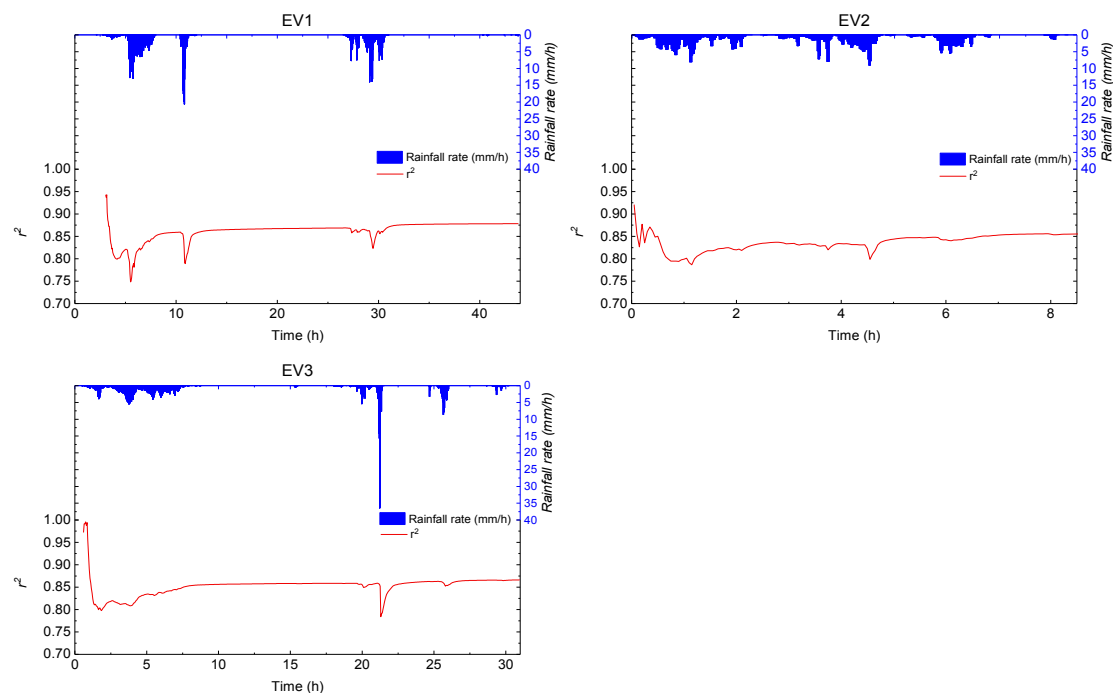 EV1
0
5
10
15
20
25
30
35
Rainfall rate (mm/h)
Rainfall rate (mm/h)
r²
1.00
0.95
0.90
0.85
0.80
0.75
0.70
r²
0 10 20 30 40
Time (h)
EV2
0
5
10
15
20
25
30
35
40
Rainfall rate (mm/h)
Rainfall rate (mm/h)
r²
1.00
0.95
0.90
0.85
0.80
0.75
0.70
r²
0 2 4 6 8
Time (h)
EV3
0
5
10
15
20
25
30
35
40
Rainfall rate (mm/h)
Rainfall rate (mm/h)
r²
1.00
0.95
0.90
0.85
0.80
0.75
0.70
r²
0 5 10 15 20 25 30
Time (h)